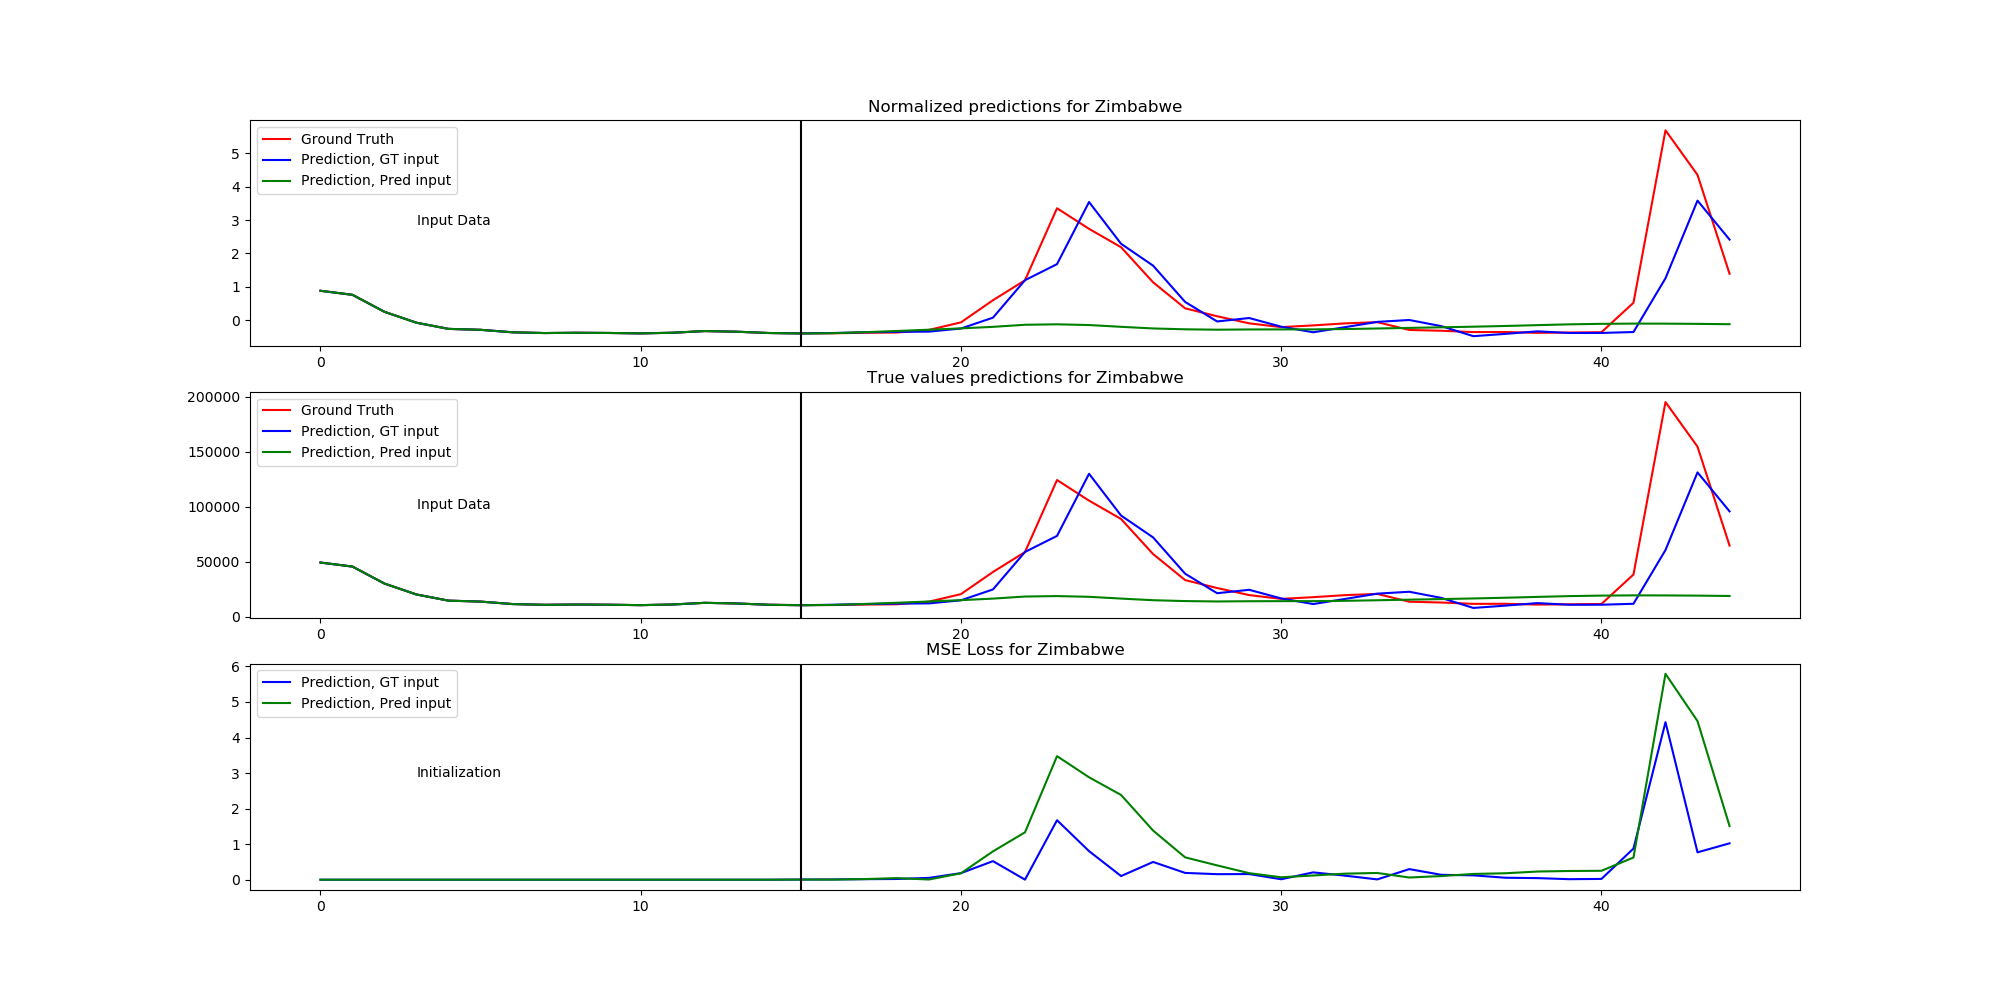 Normalized predictions for Zimbabwe
Ground Truth
Prediction, GT input
Prediction, Pred input
Input Data
5
4
3
2
1
0
0 10 20 30 40
True values predictions for Zimbabwe
Ground Truth
Prediction, GT input
Prediction, Pred input
Input Data
200000
150000
100000
50000
0
0 10 20 30 40
MSE Loss for Zimbabwe
Prediction, GT input
Prediction, Pred input
Initialization
6
5
4
3
2
1
0
0 10 20 30 40